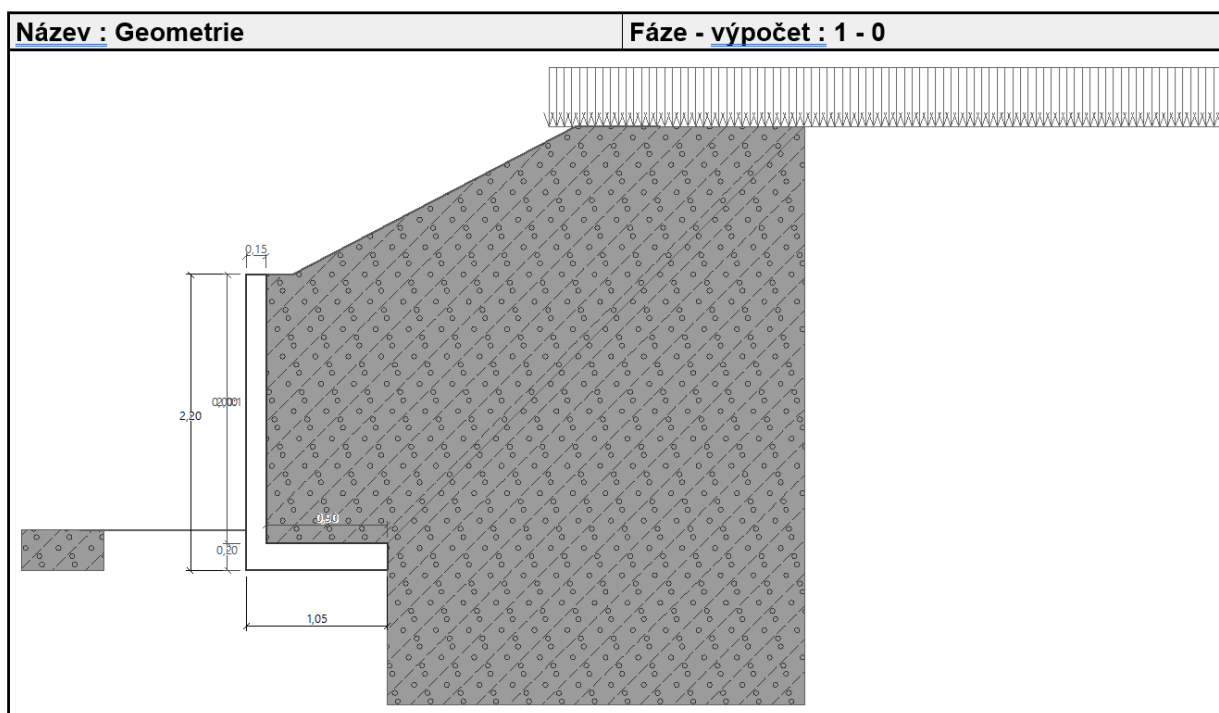 Název : Geometrie
Fáze - výpočet : 1 - 0
0,15
2,20
0,90
0,20
1,05